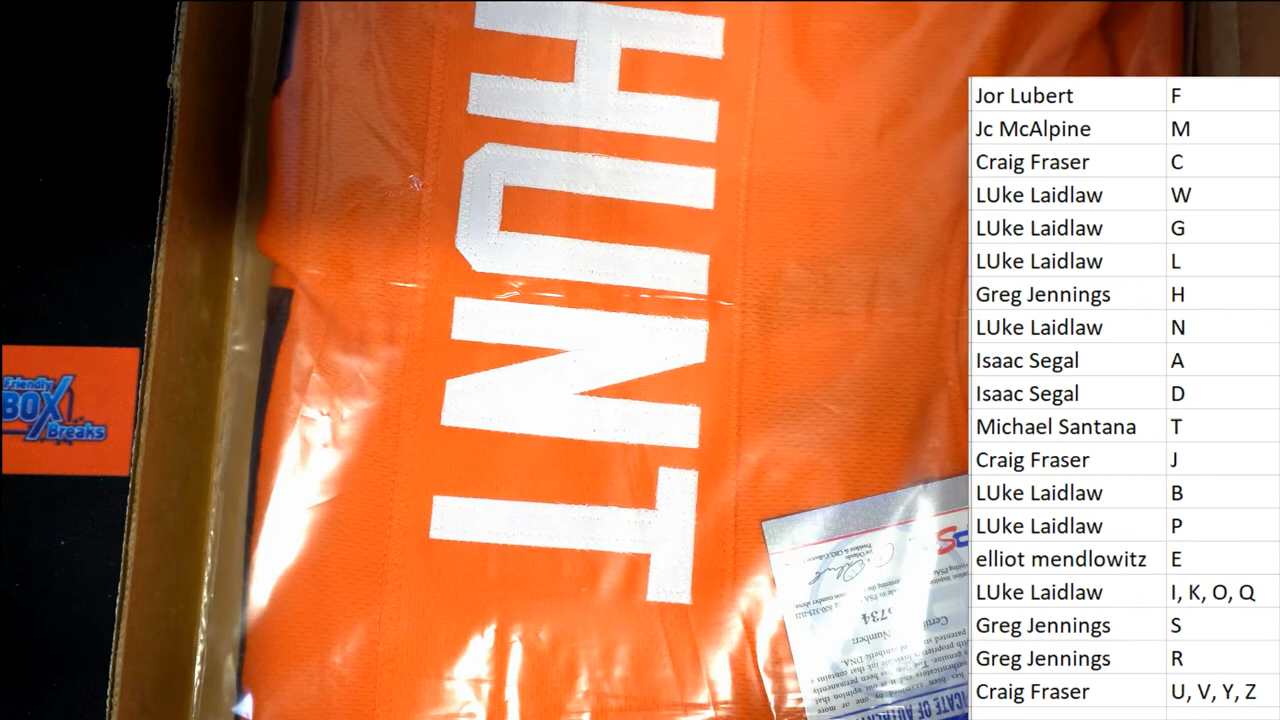 HUNT
Friendly
BOX
Breaks
Jor Lubert F
Jc McAlpine M
Craig Fraser C
LUke Laidlaw W
LUke Laidlaw G
LUke Laidlaw L
Greg Jennings H
LUke Laidlaw N
Isaac Segal A
Isaac Segal D
Michael Santana T
Craig Fraser J
LUke Laidlaw B
LUke Laidlaw P
elliot mendlowitz E
LUke Laidlaw I, K, O, Q
Greg Jennings S
Greg Jennings R
Craig Fraser U, V, Y, Z